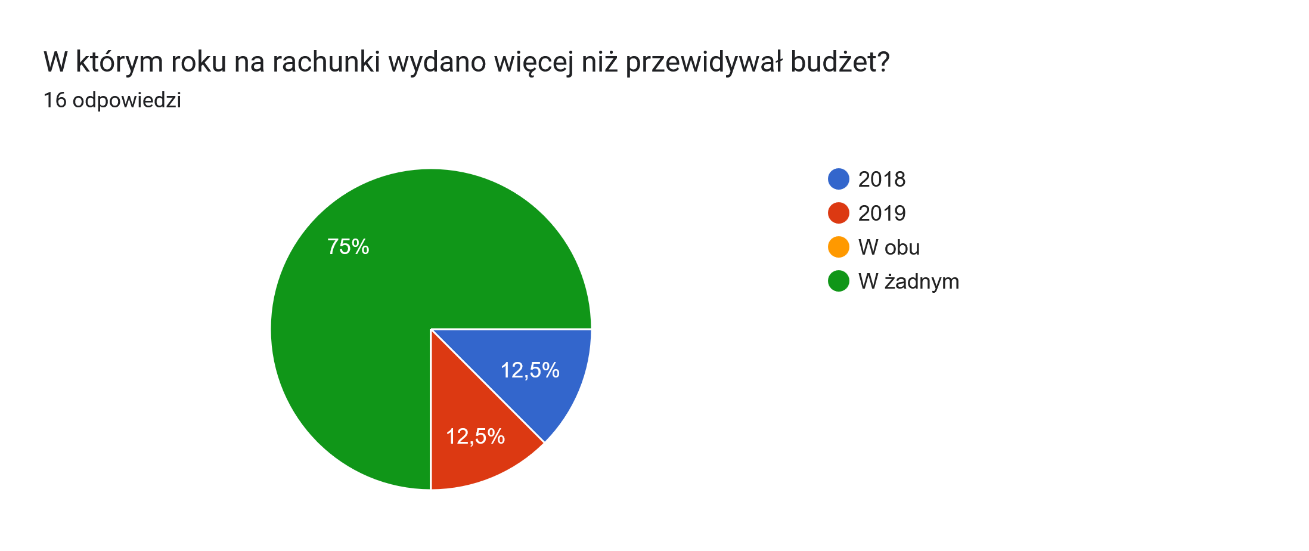 W którym roku na rachunki wydano więcej niż przewidywał budżet?
16 odpowiedzi
2018
2019
W obu
W żadnym
75%
12,5%
12,5%